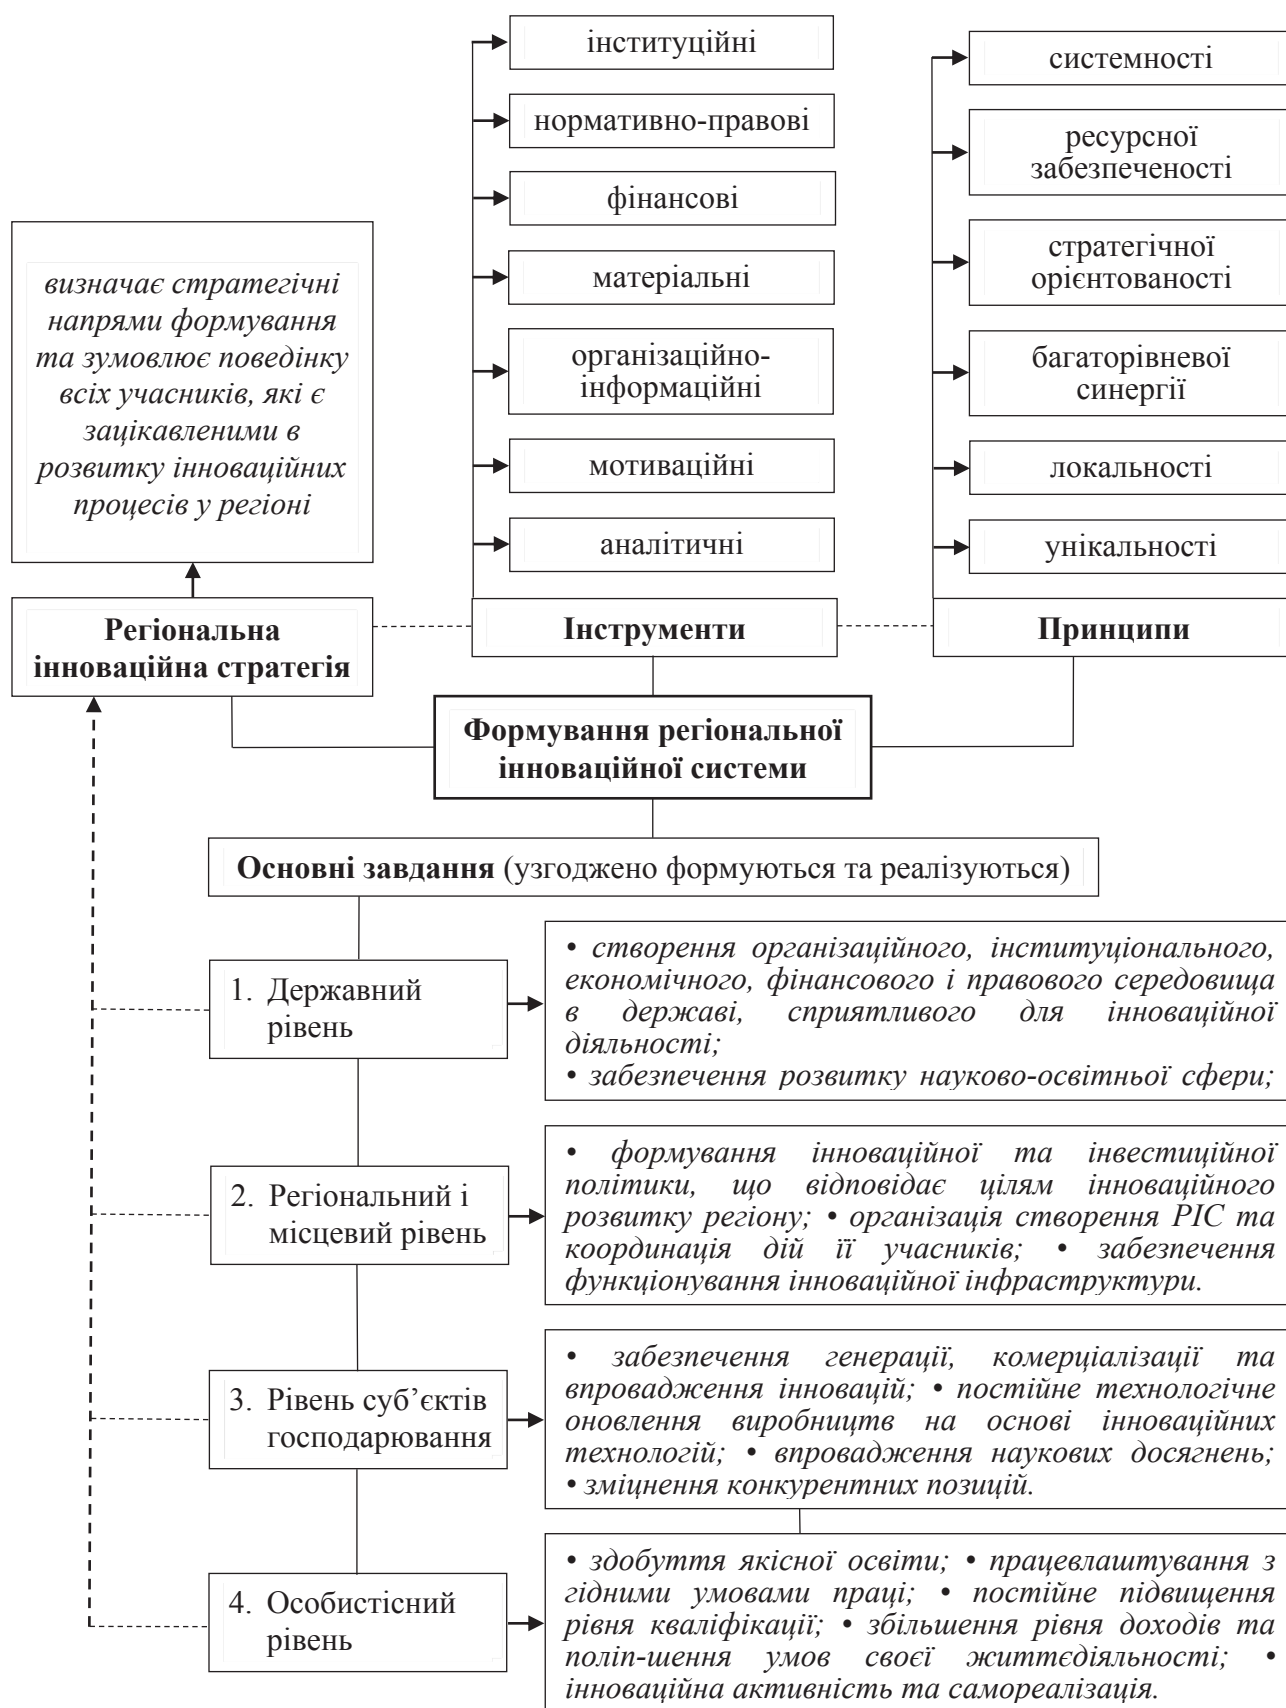 інституційні
нормативно-правові
фінансові
матеріальні
організаційно-
інформаційні
мотиваційні
аналітичні
системності
ресурсної
забезпеченості
стратегічної
орієнтованості
багаторівневої
синергії
локальності
унікальності
визначає стратегічні
напрями формування
та зумовлює поведінку
всіх учасників, які є
зацікавленими в
розвитку інноваційних
процесів у регіоні
Регіональна
інноваційна стратегія
Інструменти
Принципи
Формування регіональної
інноваційної системи
Основні завдання (узгоджено формуються та реалізуються)
1. Державний
рівень
• створення організаційного, інституціонального,
економічного, фінансового і правового середовища
в державі, сприятливого для інноваційної
діяльності;
• забезпечення розвитку науково-освітньої сфери;
2. Регіональний і
місцевий рівень
• формування інноваційної та інвестиційної
політики, що відповідає цілям інноваційного
розвитку регіону; • організація створення РІС та
координація дій її учасників; • забезпечення
функціонування інноваційної інфраструктури.
3. Рівень суб’єктів
господарювання
• забезпечення генерації, комерціалізації та
впровадження інновацій; • постійне технологічне
оновлення виробництв на основі інноваційних
технологій; • впровадження наукових досягнень;
• зміцнення конкурентних позицій.
4. Особистісний
рівень
• здобуття якісної освіти; • працевлаштування з
гідними умовами праці; • постійне підвищення
рівня кваліфікації; • збільшення рівня доходів та
поліп-шення умов своєї життєдіяльності; •
інноваційна активність та самореалізація.